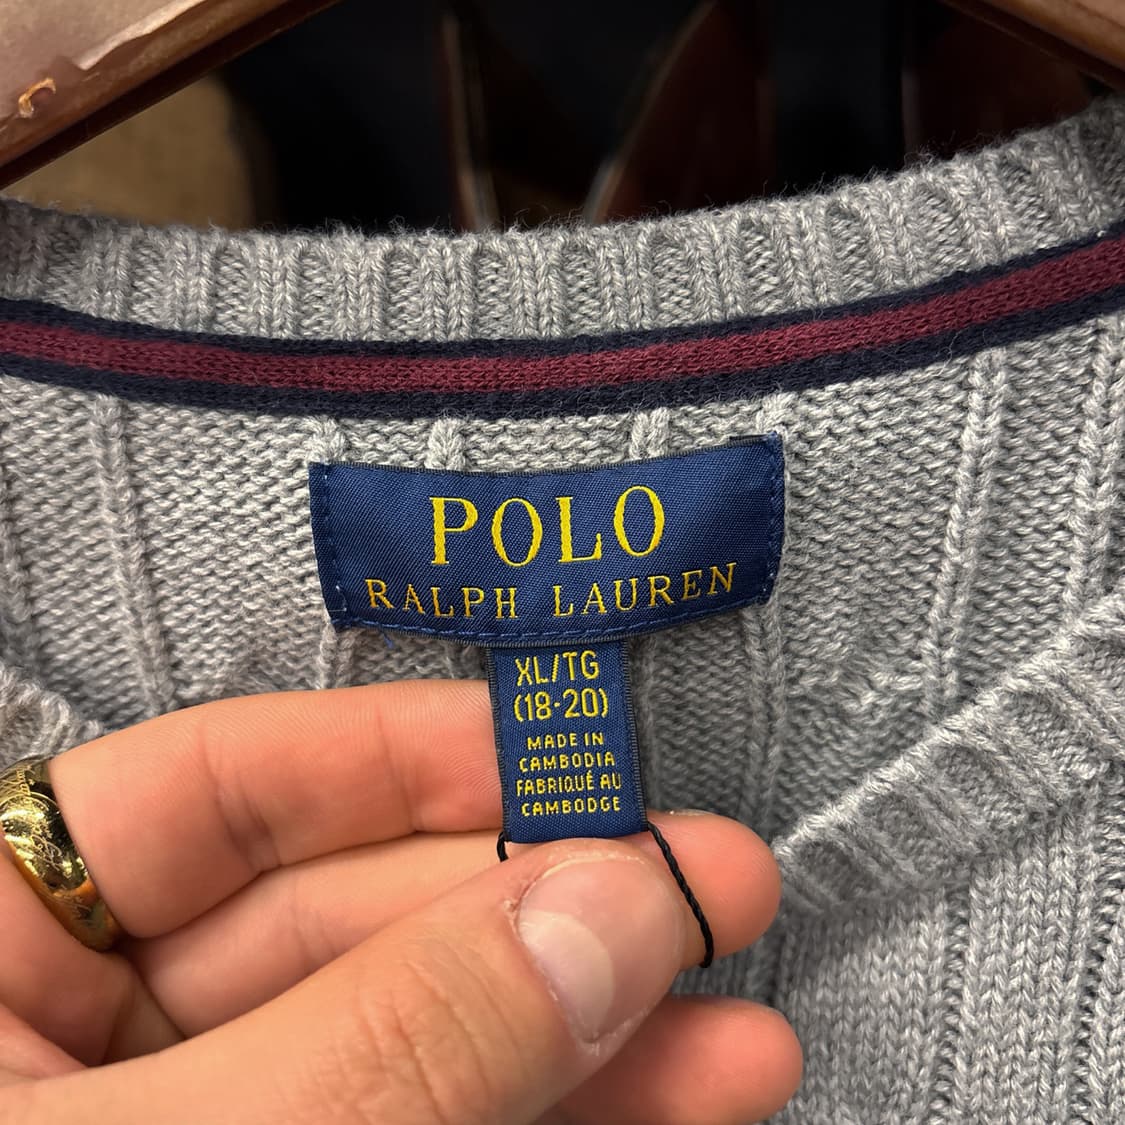 POLO
RALPH LAUREN
XL/TG
(18-20)
MADE IN
CAMBODIA
FABRIQUÉ AU
CAMBODGE